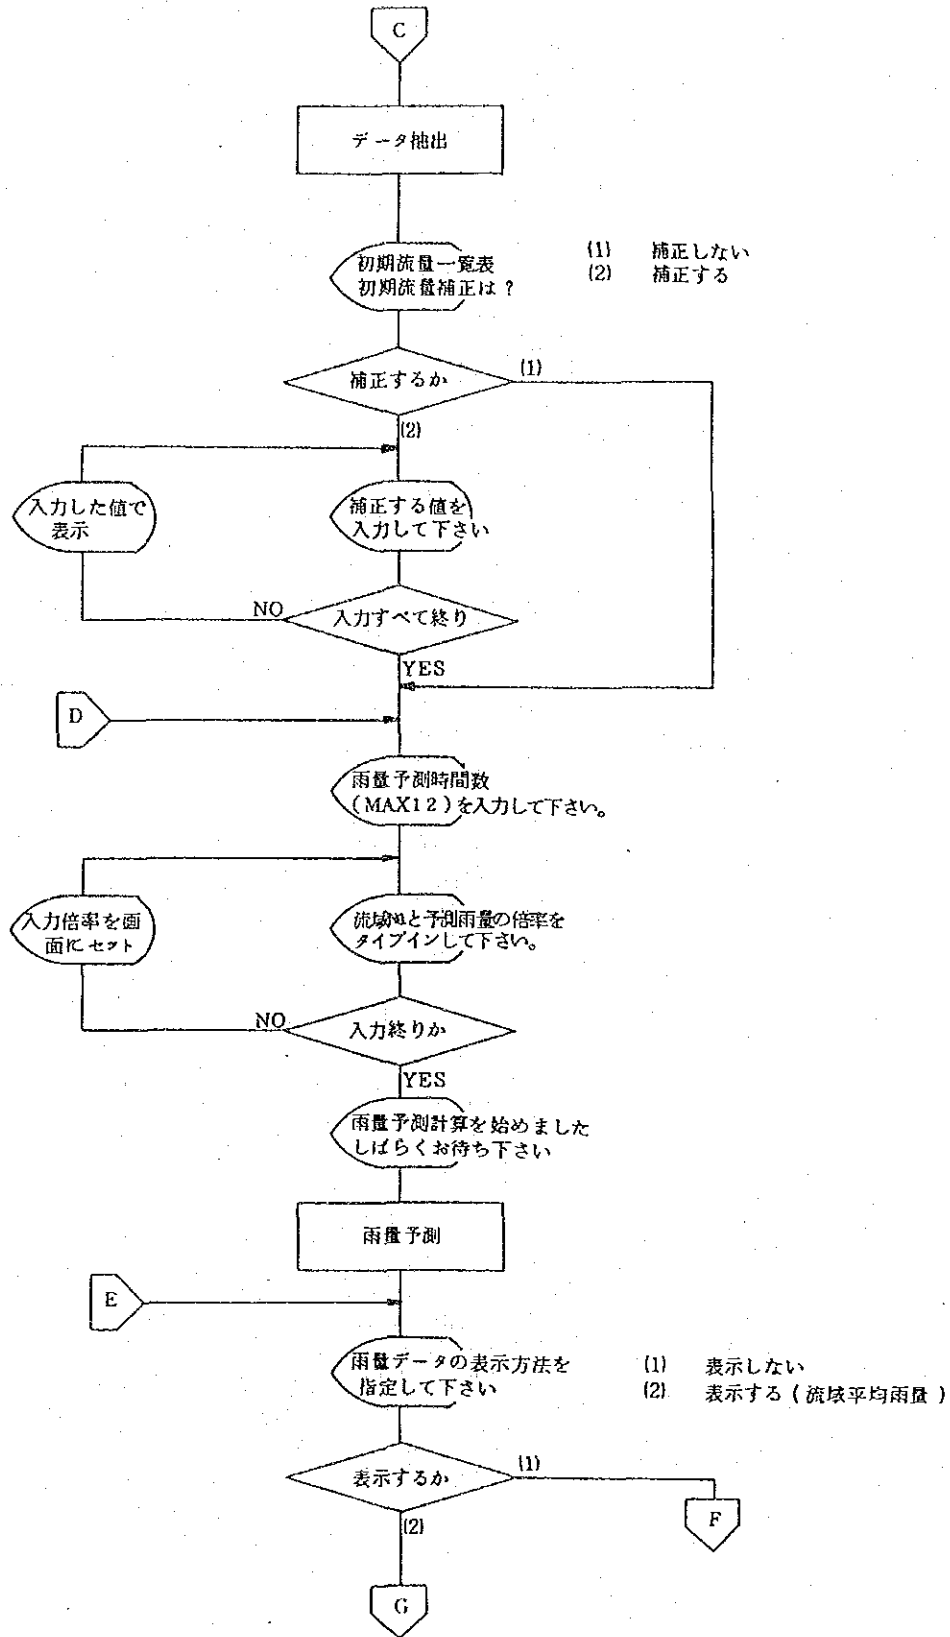 C
データ抽出
初期流量一覧表
初期流量補正は？
(1) 補正しない
(2) 補正する
補正するか
(1)
(2)
入力した値で
表示
補正する値を
入力して下さい
NO
入力すべて終り
YES
D
雨量予測時間数
(MAX12)を入力して下さい。
入力倍率を画
面にセット
流域№と予測雨量の倍率を
タイプインして下さい。
NO
入力終りか
YES
雨量予測計算を始めました
しばらくお待ち下さい
雨量予測
E
雨量データの表示方法を
指定して下さい
(1) 表示しない
(2) 表示する(流域平均雨量)
表示するか
(1)
F
(2)
G